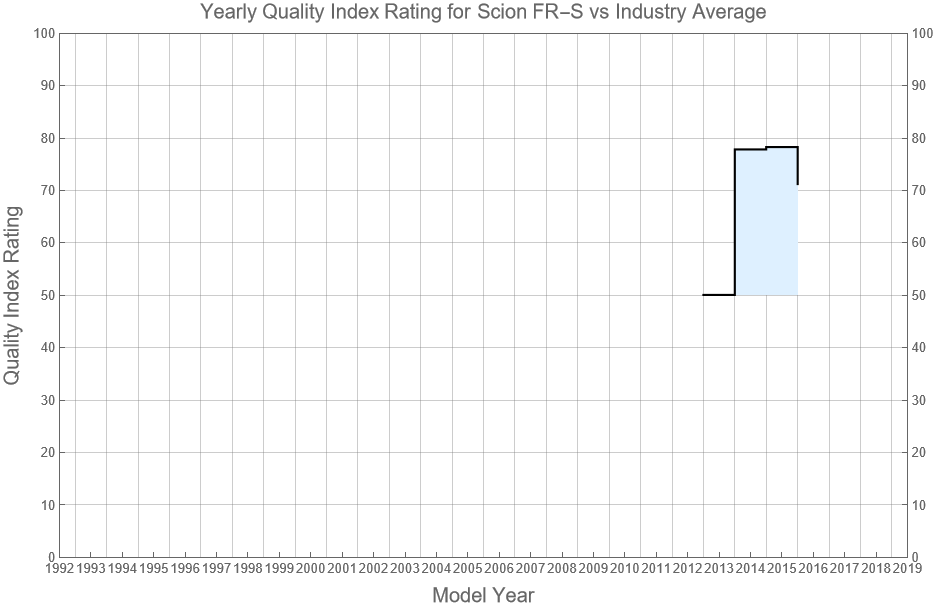 Yearly Quality Index Rating for Scion FR–S vs Industry Average
100 100
90 90
80 80
70 70
60 60
50 50
40 40
30 30
20 20
10 10
0 0
Quality Index Rating
1992 1993 1994 1995 1996 1997 1998 1999 2000 2001 2002 2003 2004 2005 2006 2007 2008 2009 2010 2011 2012 2013 2014 2015 2016 2017 2018 2019
Model Year